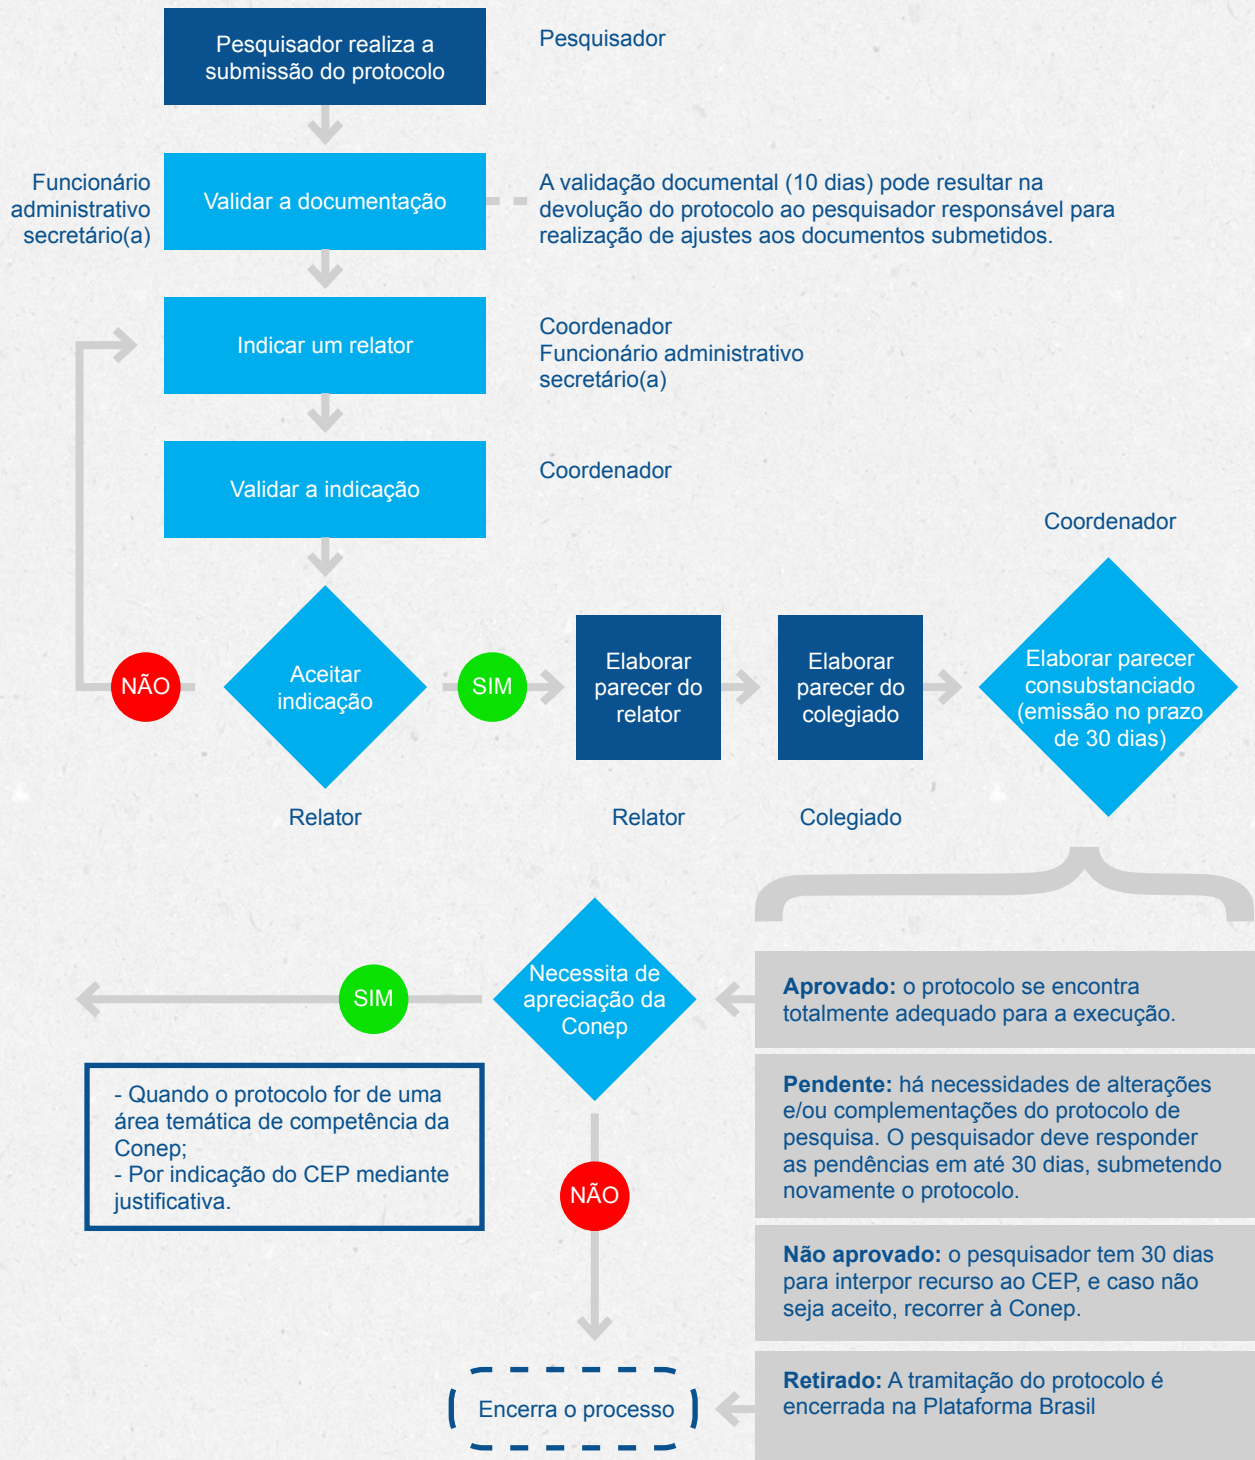 Pesquisador realiza a
submissão do protocolo
Pesquisador
Funcionário
administrativo
secretário(a)
Validar a documentação
A validação documental (10 dias) pode resultar na
devolução do protocolo ao pesquisador responsável para
realização de ajustes aos documentos submetidos.
Indicar um relator
Coordenador
Funcionário administrativo
secretário(a)
Validar a indicação
Coordenador
Coordenador
NÃO
Aceitar
indicação
SIM
Elaborar
parecer do
relator
Elaborar
parecer do
colegiado
Elaborar parecer
consubstanciado
(emissão no prazo
de 30 dias)
Relator
Relator
Colegiado
SIM
Necessita de
apreciação da
Conep
Aprovado: o protocolo se encontra
totalmente adequado para a execução.
- Quando o protocolo for de uma
área temática de competência da
Conep;
- Por indicação do CEP mediante
justificativa.
Pendente: há necessidades de alterações
e/ou complementações do protocolo de
pesquisa. O pesquisador deve responder
as pendências em até 30 dias, submetendo
novamente o protocolo.
NÃO
Não aprovado: o pesquisador tem 30 dias
para interpor recurso ao CEP, e caso não
seja aceito, recorrer à Conep.
Encerra o processo
Retirado: A tramitação do protocolo é
encerrada na Plataforma Brasil